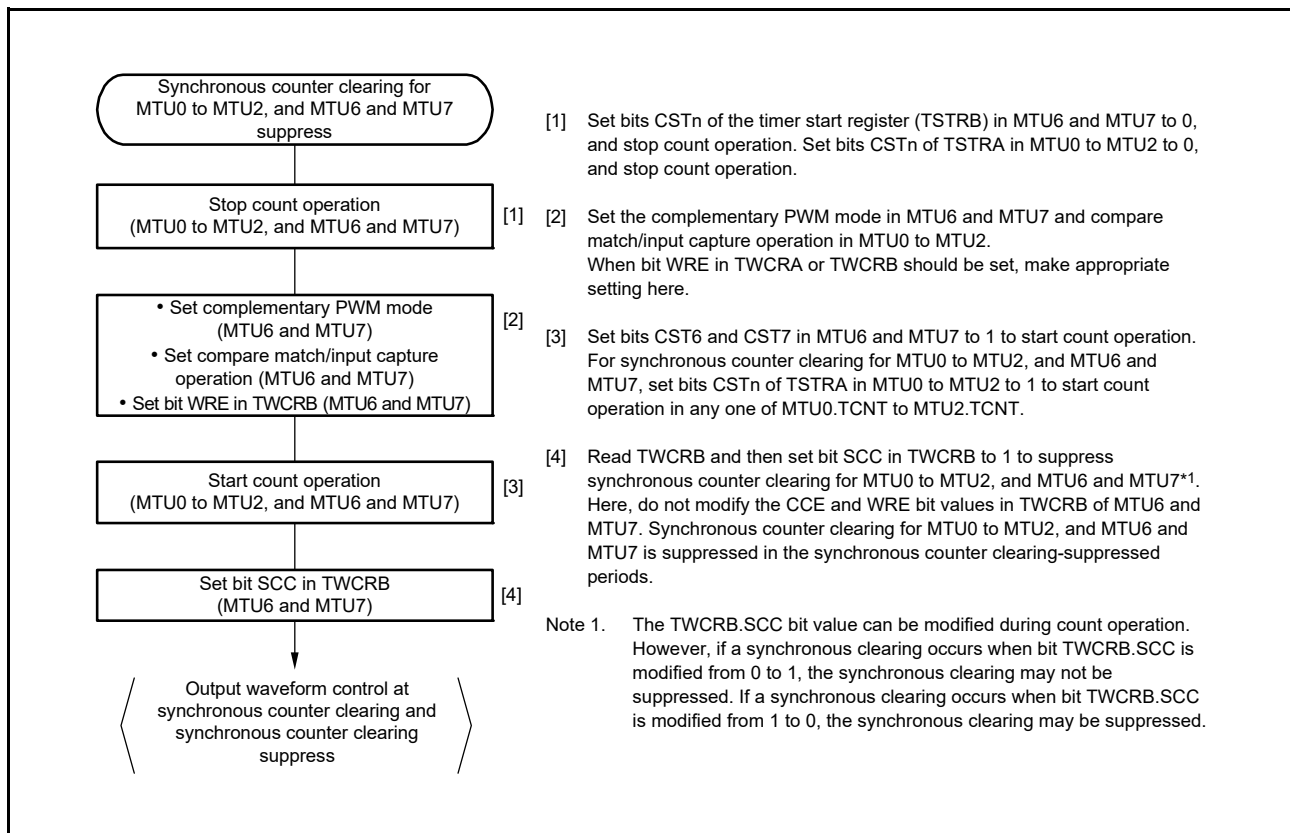 Synchronous counter clearing for
MTU0 to MTU2, and MTU6 and MTU7
suppress
Stop count operation
(MTU0 to MTU2, and MTU6 and MTU7)
[1]
• Set complementary PWM mode
(MTU6 and MTU7)
• Set compare match/input capture
operation (MTU6 and MTU7)
• Set bit WRE in TWCRB (MTU6 and MTU7)
[2]
Start count operation
(MTU0 to MTU2, and MTU6 and MTU7)
[3]
Set bit SCC in TWCRB
(MTU6 and MTU7)
[4]
Output waveform control at
synchronous counter clearing and
synchronous counter clearing
suppress
[1] Set bits CSTn of the timer start register (TSTRB) in MTU6 and MTU7 to 0,
and stop count operation. Set bits CSTn of TSTRA in MTU0 to MTU2 to 0,
and stop count operation.
[2] Set the complementary PWM mode in MTU6 and MTU7 and compare
match/input capture operation in MTU0 to MTU2.
When bit WRE in TWCRA or TWCRB should be set, make appropriate
setting here.
[3] Set bits CST6 and CST7 in MTU6 and MTU7 to 1 to start count operation.
For synchronous counter clearing for MTU0 to MTU2, and MTU6 and
MTU7, set bits CSTn of TSTRA in MTU0 to MTU2 to 1 to start count
operation in any one of MTU0.TCNT to MTU2.TCNT.
[4] Read TWCRB and then set bit SCC in TWCRB to 1 to suppress
synchronous counter clearing for MTU0 to MTU2, and MTU6 and MTU7*1.
Here, do not modify the CCE and WRE bit values in TWCRB of MTU6 and
MTU7. Synchronous counter clearing for MTU0 to MTU2, and MTU6 and
MTU7 is suppressed in the synchronous counter clearing-suppressed
periods.
Note 1. The TWCRB.SCC bit value can be modified during count operation.
However, if a synchronous clearing occurs when bit TWCRB.SCC is
modified from 0 to 1, the synchronous clearing may not be
suppressed. If a synchronous clearing occurs when bit TWCRB.SCC
is modified from 1 to 0, the synchronous clearing may be suppressed.